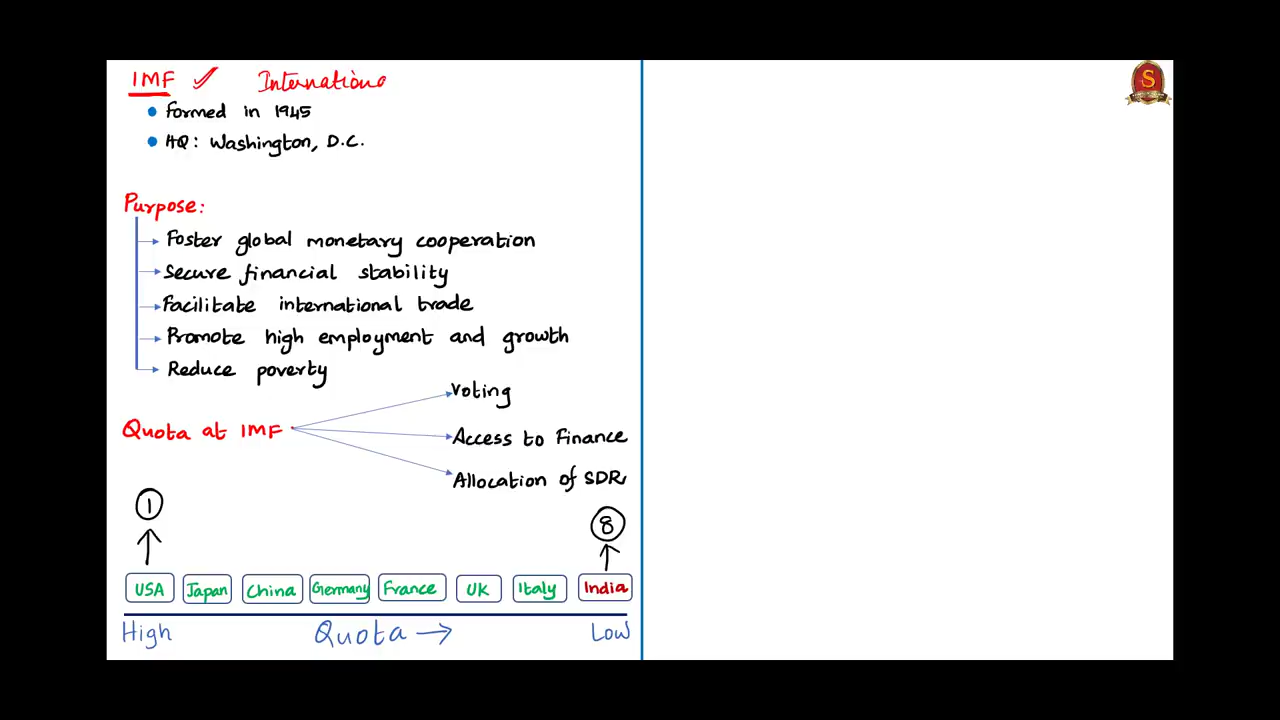 IMF Internationa
Formed in 1945
HQ: Washington, D.C.
Purpose:
Foster global monetary cooperation
Secure financial stability
Facilitate international trade
Promote high employment and growth
Reduce poverty
Quota at IMF
Voting
Access to Finance
Allocation of SDR
1
8
USA Japan China Germany France UK Italy India
High Quota Low
S